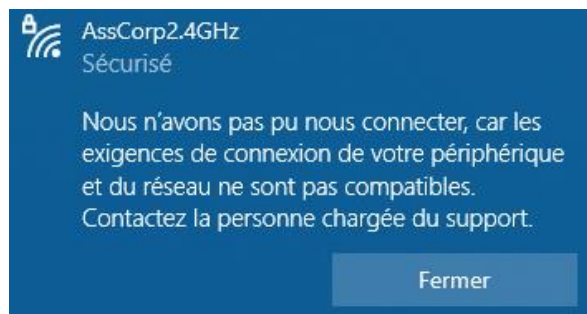 AssCorp2.4GHz
Sécurisé
Nous n’avons pas pu nous connecter, car les
exigences de connexion de votre périphérique
et du réseau ne sont pas compatibles.
Contactez la personne chargée du support.
Fermer